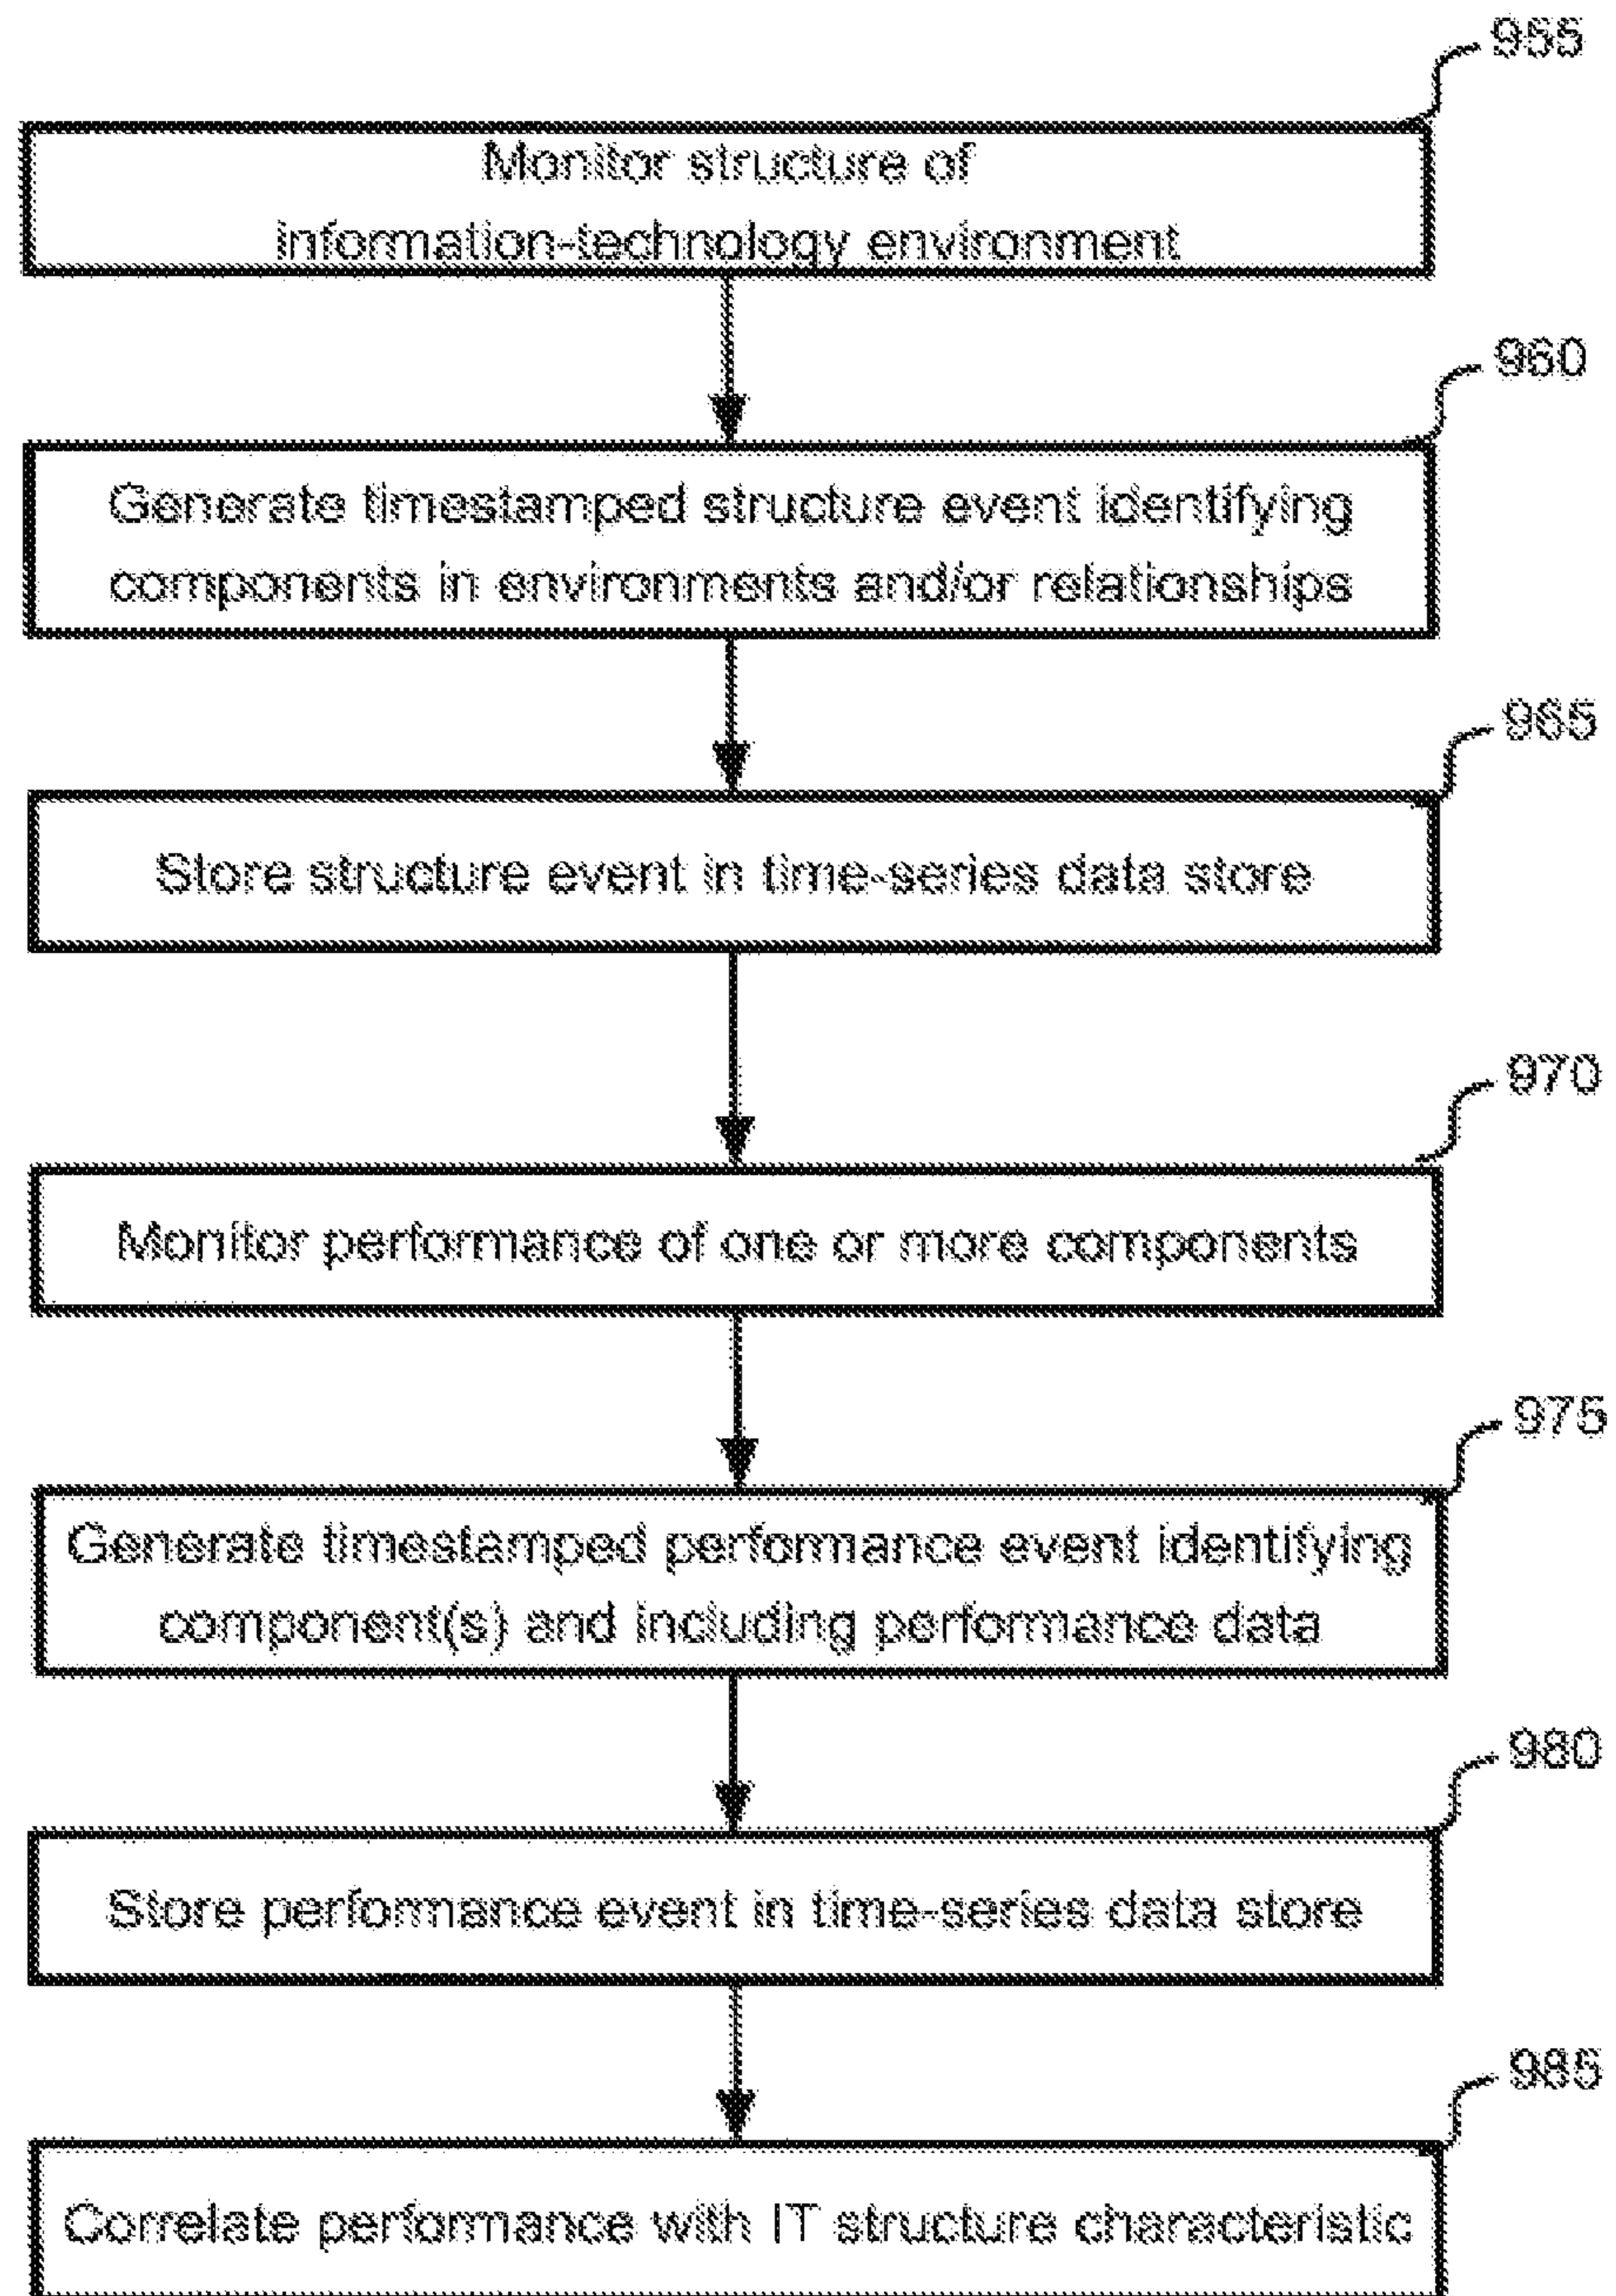 955
Monitor structure of
information-technology environment
960
Generate timestamped structure event identifying
components in environments and/or relationships
965
Store structure event in time-series data store
970
Monitor performance of one or more components
975
Generate timestamped performance event identifying
component(s) and including performance data
980
Store performance event in time-series data store
985
Correlate performance with IT structure characteristic